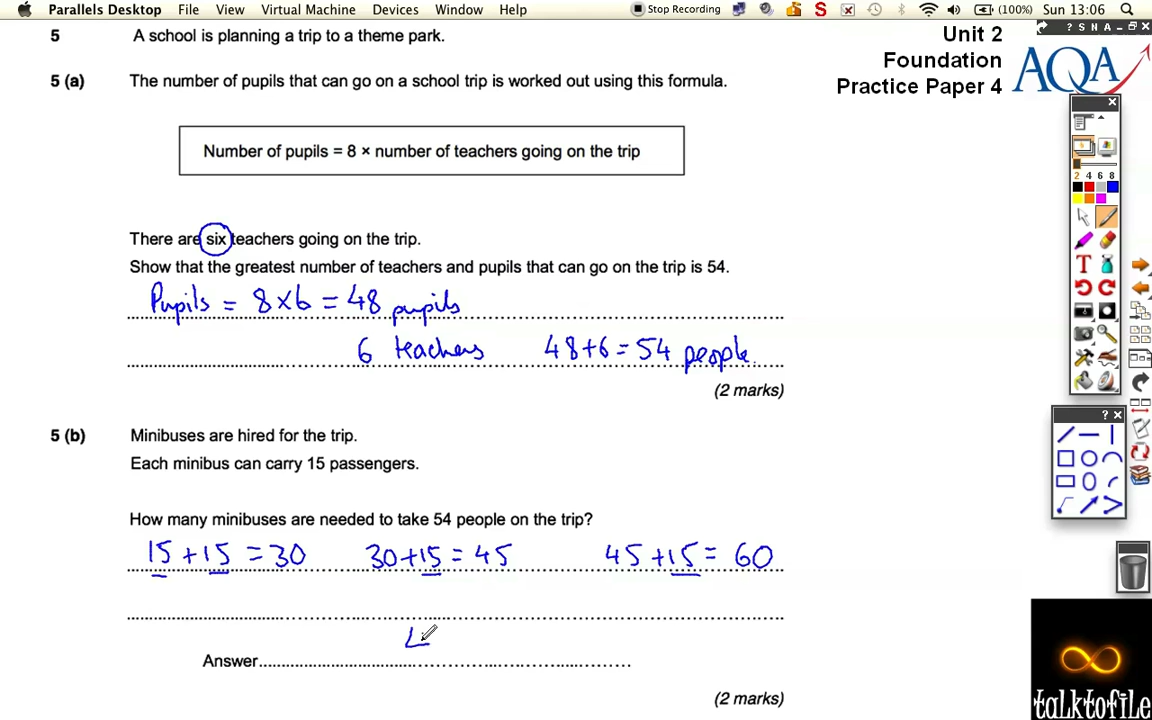 Parallels Desktop File View Virtual Machine Devices Window Help Stop Recording S (100%) Sun 13:06
5 A school is planning a trip to a theme park.
Unit 2
Foundation
Practice Paper 4
AQA
? S N A
5 (a) The number of pupils that can go on a school trip is worked out using this formula.
Number of pupils = 8 × number of teachers going on the trip
2 4 6 8
There are six teachers going on the trip.
Show that the greatest number of teachers and pupils that can go on the trip is 54.
Pupils = 8×6 = 48 pupils
6 teachers 48+6=54 people.
(2 marks)
5 (b) Minibuses are hired for the trip.
Each minibus can carry 15 passengers.
How many minibuses are needed to take 54 people on the trip?
15 + 15 = 30 30+15 = 45 45 +15 = 60
Answer
(2 marks)
talktofile